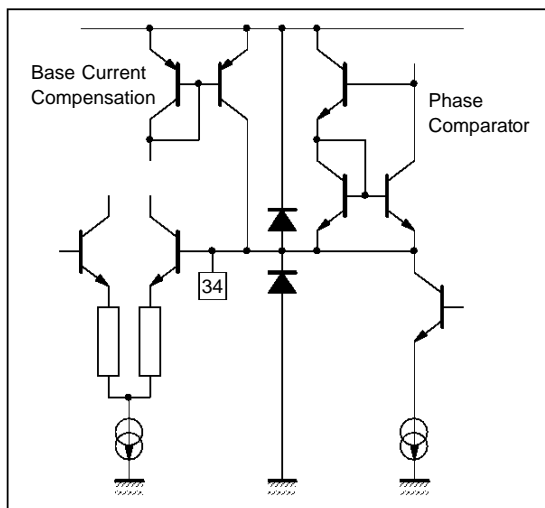 Base Current
Compensation
Phase
Comparator
34